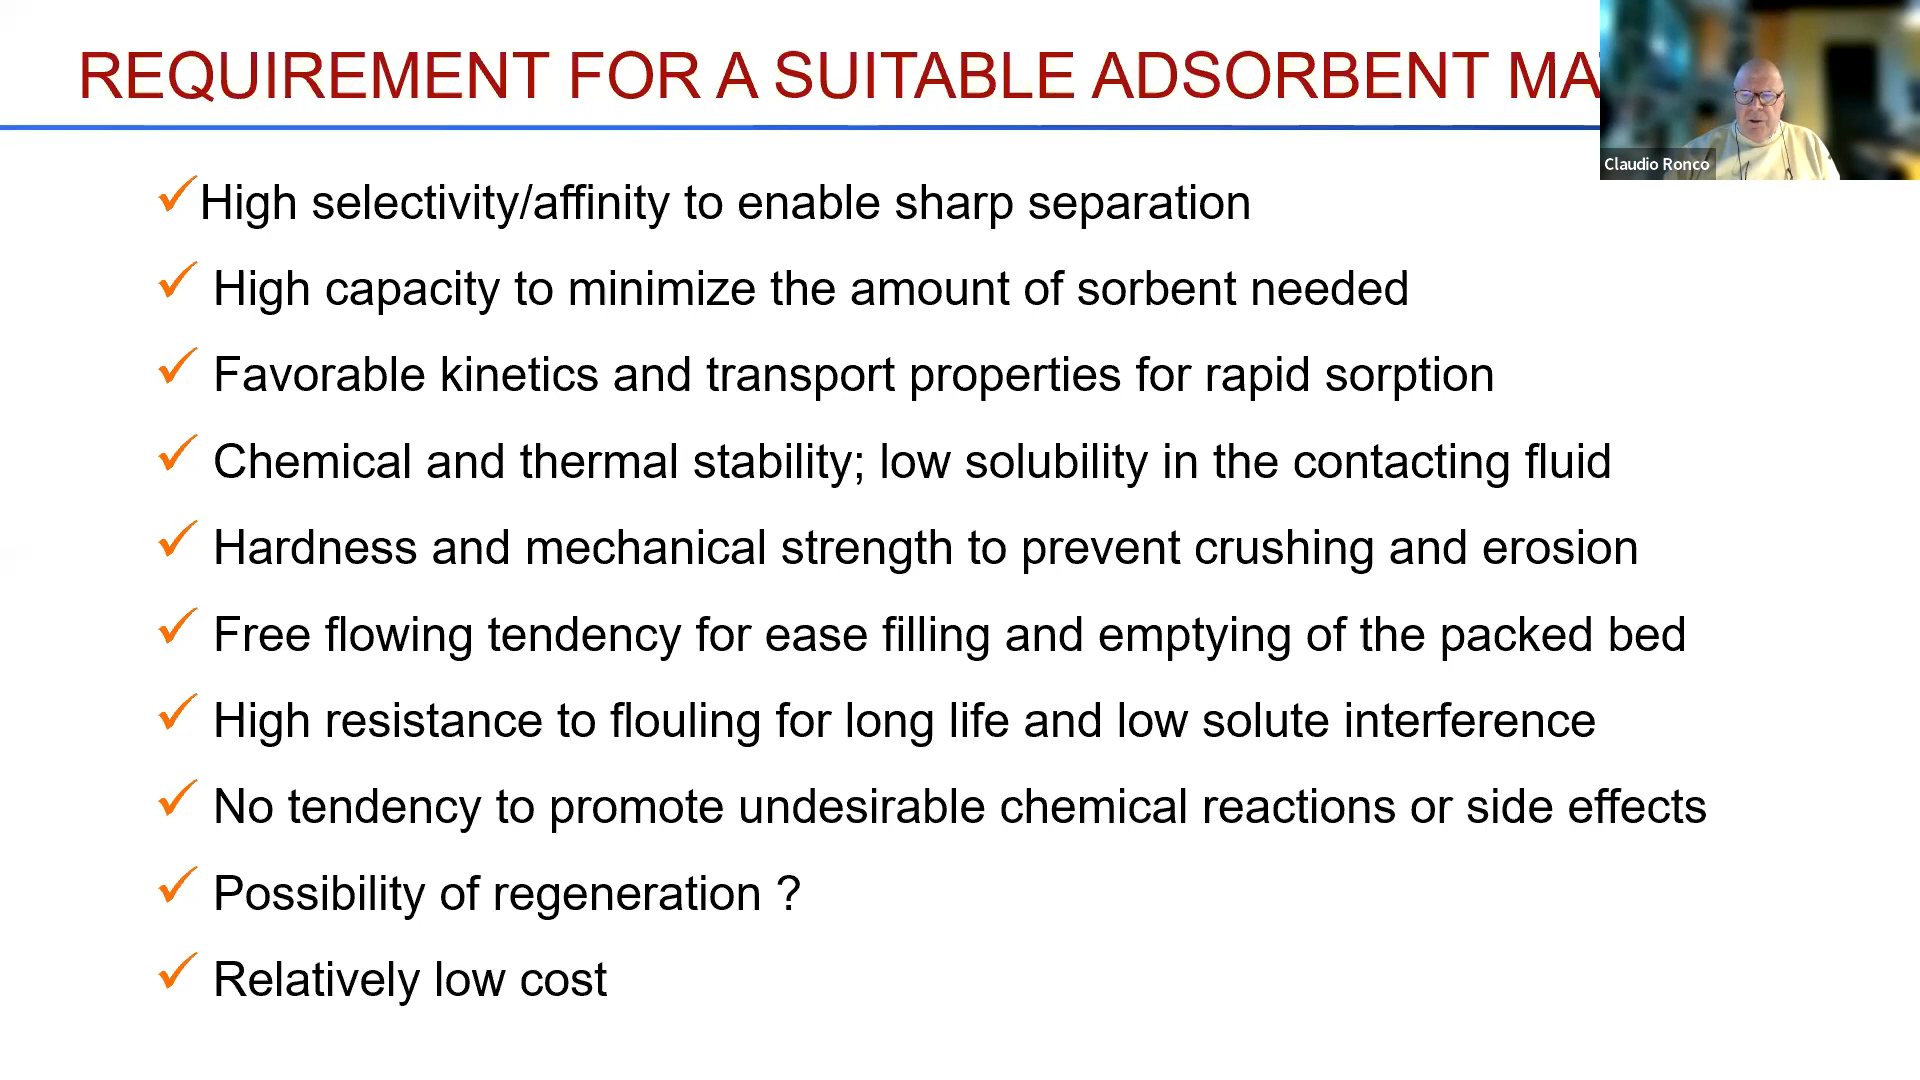 REQUIREMENT FOR A SUITABLE ADSORBENT MA
Claudio Ronco
High selectivity/affinity to enable sharp separation
High capacity to minimize the amount of sorbent needed
Favorable kinetics and transport properties for rapid sorption
Chemical and thermal stability; low solubility in the contacting fluid
Hardness and mechanical strength to prevent crushing and erosion
Free flowing tendency for ease filling and emptying of the packed bed
High resistance to flouling for long life and low solute interference
No tendency to promote undesirable chemical reactions or side effects
Possibility of regeneration ?
Relatively low cost